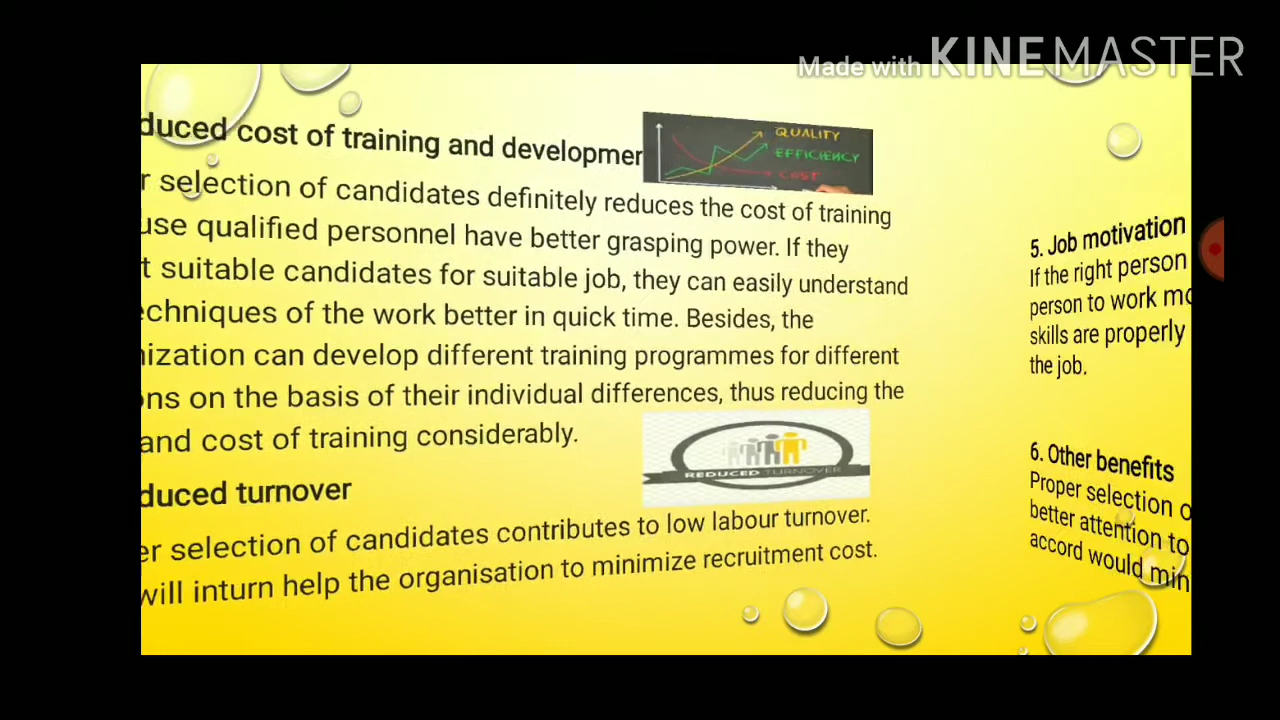 Made with KINEMASTER
duced cost of training and developmen
QUALITY
EFFICIENCY
COST
r selection of candidates definitely reduces the cost of training
use qualified personnel have better grasping power. If they
t suitable candidates for suitable job, they can easily understand
echniques of the work better in quick time. Besides, the
nization can develop different training programmes for different
ons on the basis of their individual differences, thus reducing the
and cost of training considerably.
duced turnover
REDUCED TURNOVER
er selection of candidates contributes to low labour turnover.
will inturn help the organisation to minimize recruitment cost.
5. Job motivation
If the right person
person to work mo
skills are properly
the job.
6. Other benefits
Proper selection o
better attention to
accord would min